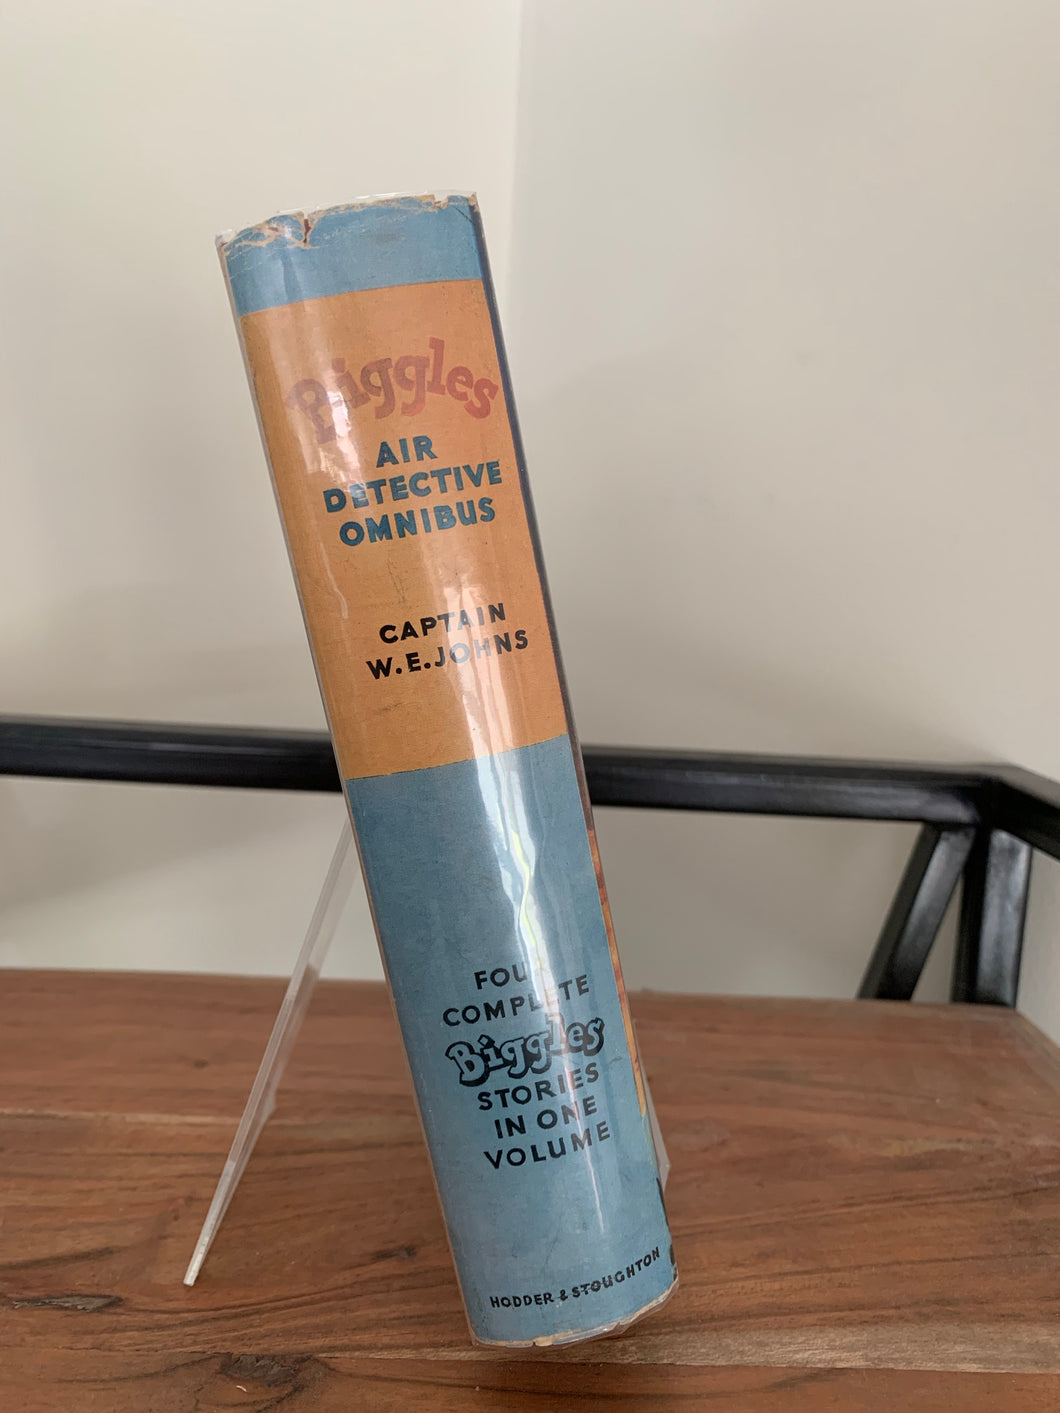 Biggles
AIR
DETECTIVE
OMNIBUS
CAPTAIN
W.E.JOHNS
FOUR
COMPLETE
Biggles
STORIES
IN ONE
VOLUME
HODDER & STOUGHTON